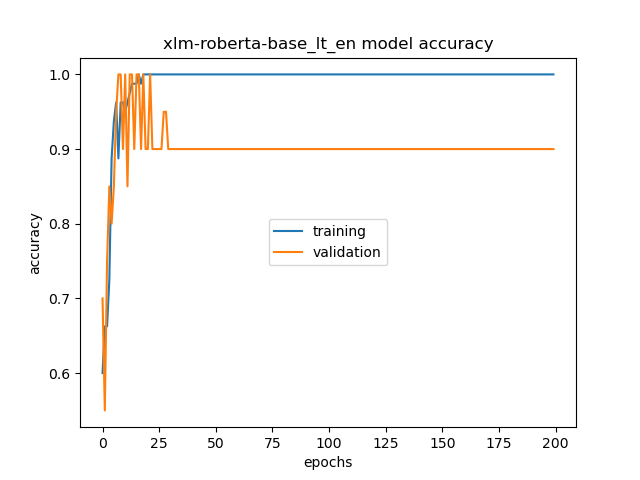 xlm-roberta-base_lt_en model accuracy
1.0
0.9
0.8
0.7
0.6
accuracy
training
validation
0 25 50 75 100 125 150 175 200
epochs